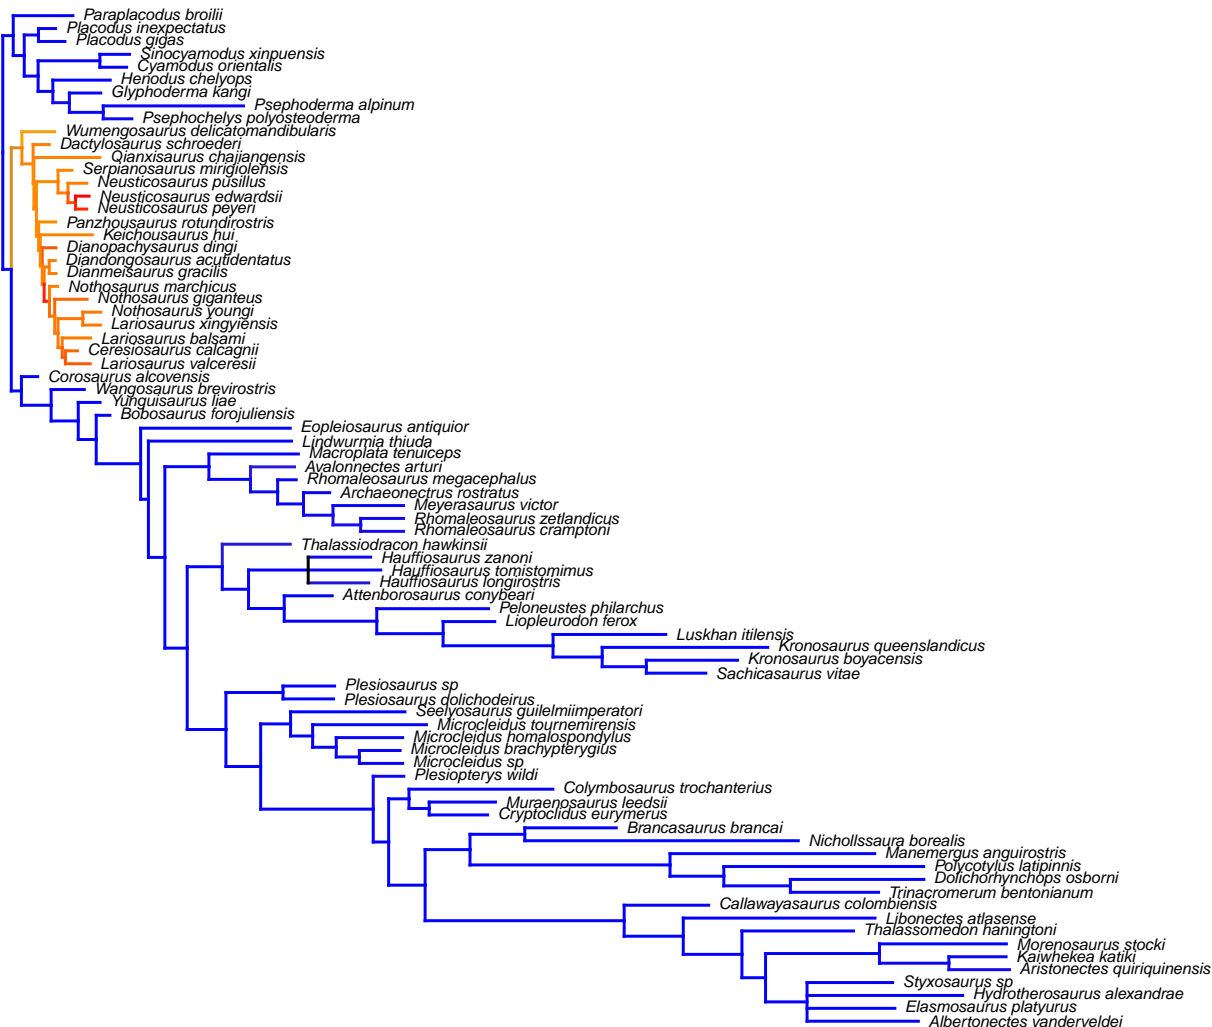 Paraplacodus broilii
Placodus inexpectatus
Placodus gigas
Sinocyamodus xinpuensis
Cyamodus orientalis
Henodus chelyops
Glyphoderma kangi
Psephoderma alpinum
Psephochelys polyosteoderma
Wumengosaurus delicatomandibularis
Dactylosaurus schroederi
Qianxisaurus chajiangensis
Serpianosaurus mirigiolensis
Neusticosaurus pusillus
Neusticosaurus edwardsii
Neusticosaurus peyeri
Panzhousaurus rotundirostris
Keichousaurus hui
Dianopachysaurus dingi
Diandongosaurus acutidentatus
Dianmeisaurus gracilis
Nothosaurus marchicus
Nothosaurus giganteus
Nothosaurus youngi
Lariosaurus xingyiensis
Lariosaurus balsami
Ceresiosaurus calcagnii
Lariosaurus valceresii
Corosaurus alcovensis
Wangosaurus brevirostris
Yunguisaurus liae
Bobosaurus forojuliensis
Eopleiosaurus antiquior
Lindwurmia thiuda
Macroplata tenuiceps
Avalonnectes arturi
Rhomaleosaurus megacephalus
Archaeonectrus rostratus
Meyerasaurus victor
Rhomaleosaurus zetlandicus
Rhomaleosaurus cramptoni
Thalassiodracon hawkinsii
Hauffiosaurus zanoni
Hauffiosaurus tomistomimus
Hauffiosaurus longirostris
Attenborosaurus conybeari
Peloneustes philarchus
Liopleurodon ferox
Luskhan itilensis
Kronosaurus queenslandicus
Kronosaurus boyacensis
Sachicasaurus vitae
Plesiosaurus sp
Plesiosaurus dolichodeirus
Seelyosaurus guilelmiimperatori
Microcleidus tournemirensis
Microcleidus homalospondylus
Microcleidus brachypterygius
Microcleidus sp
Plesiopterys wildi
Colymbosaurus trochanterius
Muraenosaurus leedsii
Cryptoclidus eurymerus
Brancasaurus brancai
Nichollssaura borealis
Manemergus anguirostris
Polycotylus latipinnis
Dolichorhynchops osborni
Trinacromerum bentonianum
Callawayasaurus colombiensis
Libonectes atlasense
Thalassomedon haningtoni
Morenosaurus stocki
Kaiwhekea katiki
Aristonectes quiriquinensis
Styxosaurus sp
Hydrotherosaurus alexandrae
Elasmosaurus platyurus
Albertonectes vanderveldei